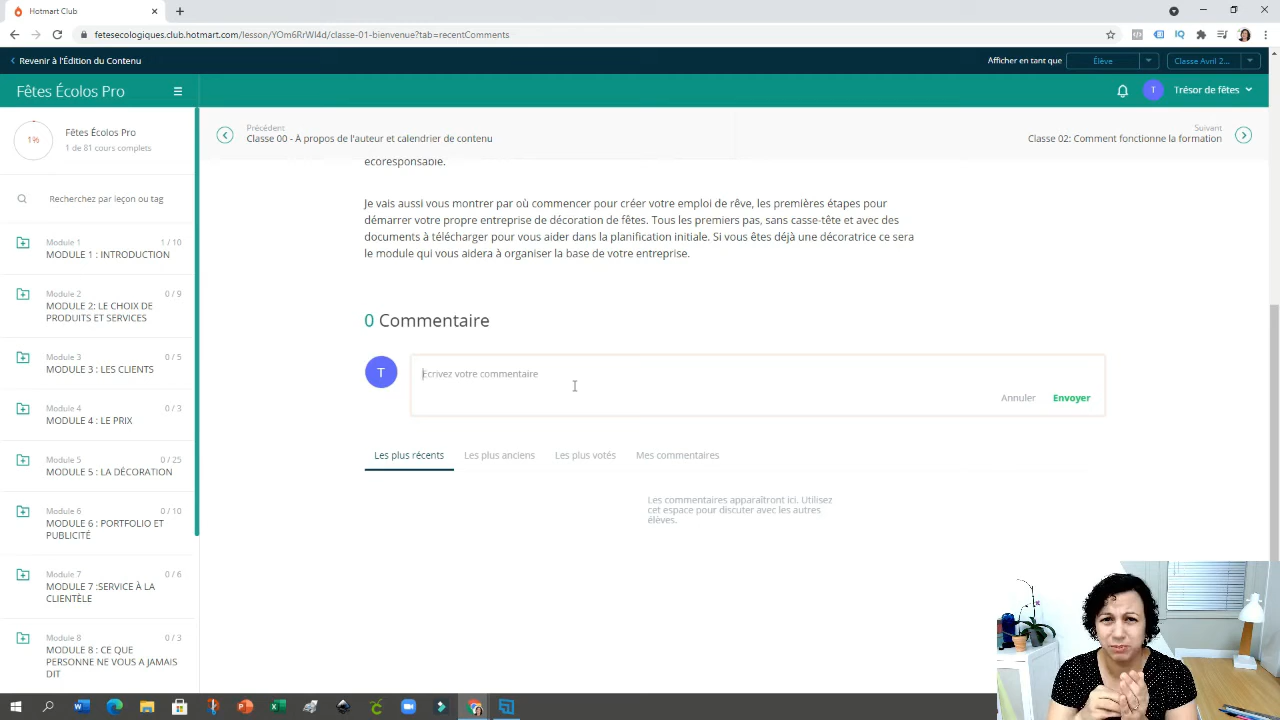 Hotmart Club
fetesecologiques.club.hotmart.com/lesson/YOm6RrWl4d/classe-01-bienvenue?tab=recentComments
Revenir à l'Édition du Contenu
Afficher en tant que
Élève
Classe Avril 2...
Fêtes Écolos Pro
T
Trésor de fêtes
1%
Fêtes Écolos Pro
1 de 81 cours complets
Précédent
Classe 00 - À propos de l'auteur et calendrier de contenu
Suivant
Classe 02: Comment fonctionne la formation
Recherchez par leçon ou tag
Module 1
1 / 10
MODULE 1 : INTRODUCTION
Module 2
0 / 9
MODULE 2: LE CHOIX DE
PRODUITS ET SERVICES
Module 3
0 / 5
MODULE 3 : LES CLIENTS
Module 4
0 / 3
MODULE 4 : LE PRIX
Module 5
0 / 25
MODULE 5 : LA DÉCORATION
Module 6
0 / 10
MODULE 6 : PORTFOLIO ET
PUBLICITÉ
Module 7
0 / 6
MODULE 7 :SERVICE À LA
CLIENTÈLE
Module 8
0 / 3
MODULE 8 : CE QUE
PERSONNE NE VOUS A JAMAIS
DIT
écoresponsable.
Je vais aussi vous montrer par où commencer pour créer votre emploi de rêve, les premières étapes pour
démarrer votre propre entreprise de décoration de fêtes. Tous les premiers pas, sans casse-tête et avec des
documents à télécharger pour vous aider dans la planification initiale. Si vous êtes déjà une décoratrice ce sera
le module qui vous aidera à organiser la base de votre entreprise.
0 Commentaire
T
Écrivez votre commentaire
Annuler
Envoyer
Les plus récents
Les plus anciens
Les plus votés
Mes commentaires
Les commentaires apparaîtront ici. Utilisez
cet espace pour discuter avec les autres
élèves.